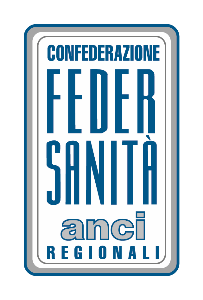 CONFEDERAZIONE
FEDER
SANITÀ
anci
REGIONALI